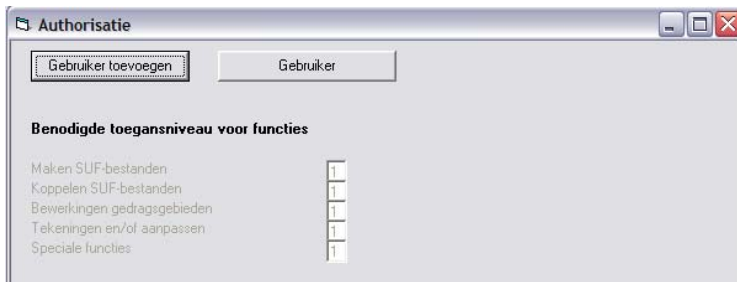 Authorisatie
Gebruiker toevoegen Gebruiker
Benodigde toegansniveau voor functies
Maken SUF-bestanden 1
Koppelen SUF-bestanden 1
Bewerkingen gedragsgebieden 1
Tekeningen en/of aanpassen 1
Speciale functies 1